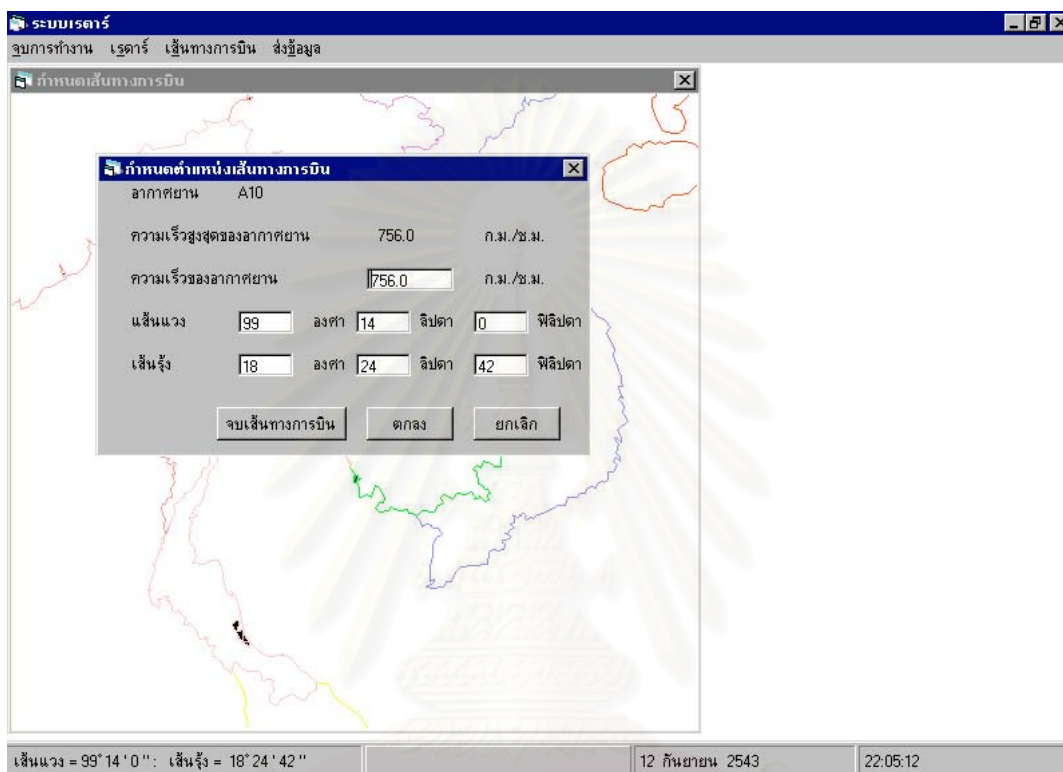 ระบบเรดาร์
จบการทำงาน เรดาร์ เส้นทางการบิน ส่งข้อมูล
กำหนดเส้นทางการบิน
กำหนดตำแหน่งเส้นทางการบิน
อากาศยาน A10
ความเร็วสูงสุดของอากาศยาน 756.0 ก.ม./ช.ม.
ความเร็วของอากาศยาน 756.0 ก.ม./ช.ม.
แส้นแวง 99 องศา 14 ลิปดา 0 ฟิลิปดา
เส้นรุ้ง 18 องศา 24 ลิปดา 42 ฟิลิปดา
จบเส้นทางการบิน ตกลง ยกเลิก
เส้นแวง = 99°14'0": เส้นรุ้ง = 18°24'42" 12 กันยายน 2543 22:05:12